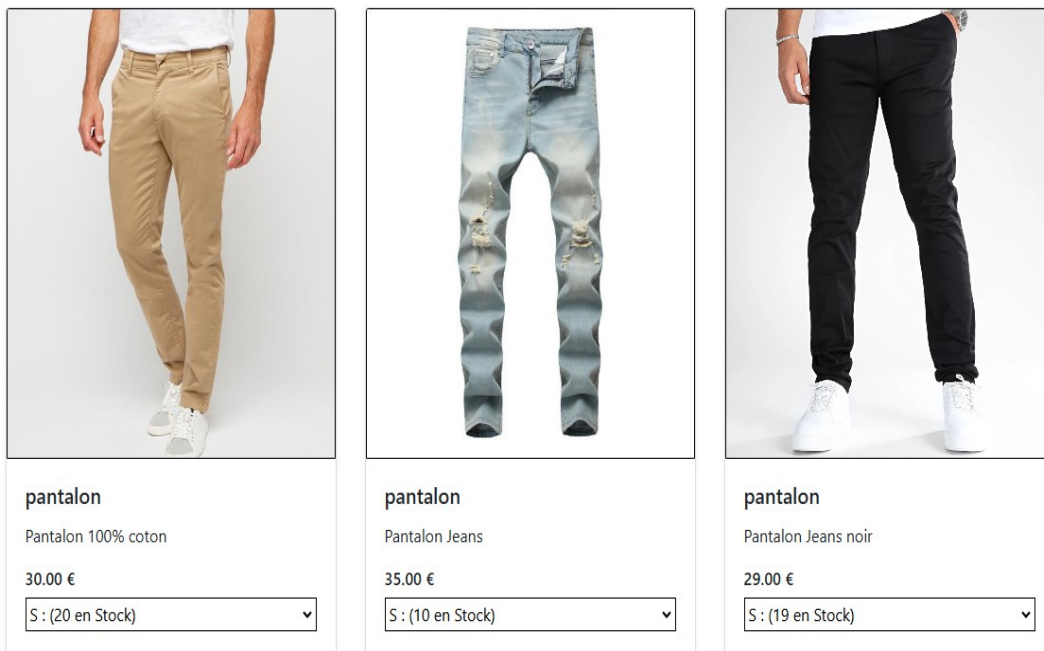 pantalon
Pantalon 100% coton
30.00 €
S : (20 en Stock)
pantalon
Pantalon Jeans
35.00 €
S : (10 en Stock)
pantalon
Pantalon Jeans noir
29.00 €
S : (19 en Stock)